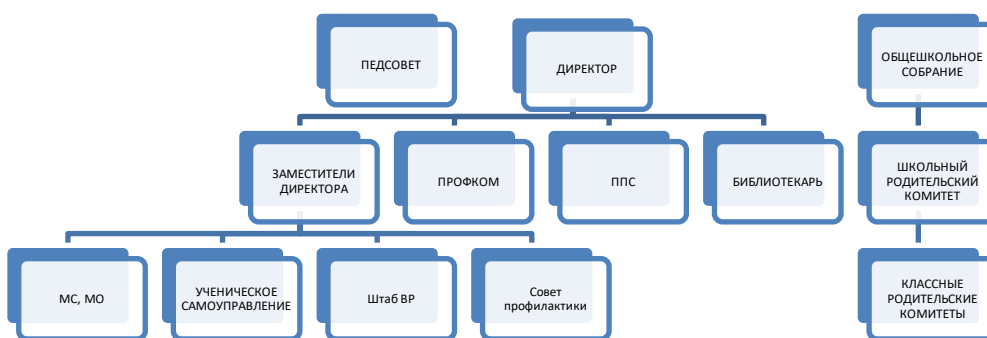 ПЕДСОВЕТ
ДИРЕКТОР
ОБЩЕШКОЛЬНОЕ
СОБРАНИЕ
ЗАМЕСТИТЕЛИ
ДИРЕКТОРА
ПРОФКОМ
ППС
БИБЛИОТЕКАРЬ
ШКОЛЬНЫЙ
РОДИТЕЛЬСКИЙ
КОМИТЕТ
МС, МО
УЧЕНИЧЕСКОЕ
САМОУПРАВЛЕНИЕ
Штаб ВР
Совет
профилактики
КЛАССНЫЕ
РОДИТЕЛЬСКИЕ
КОМИТЕТЫ